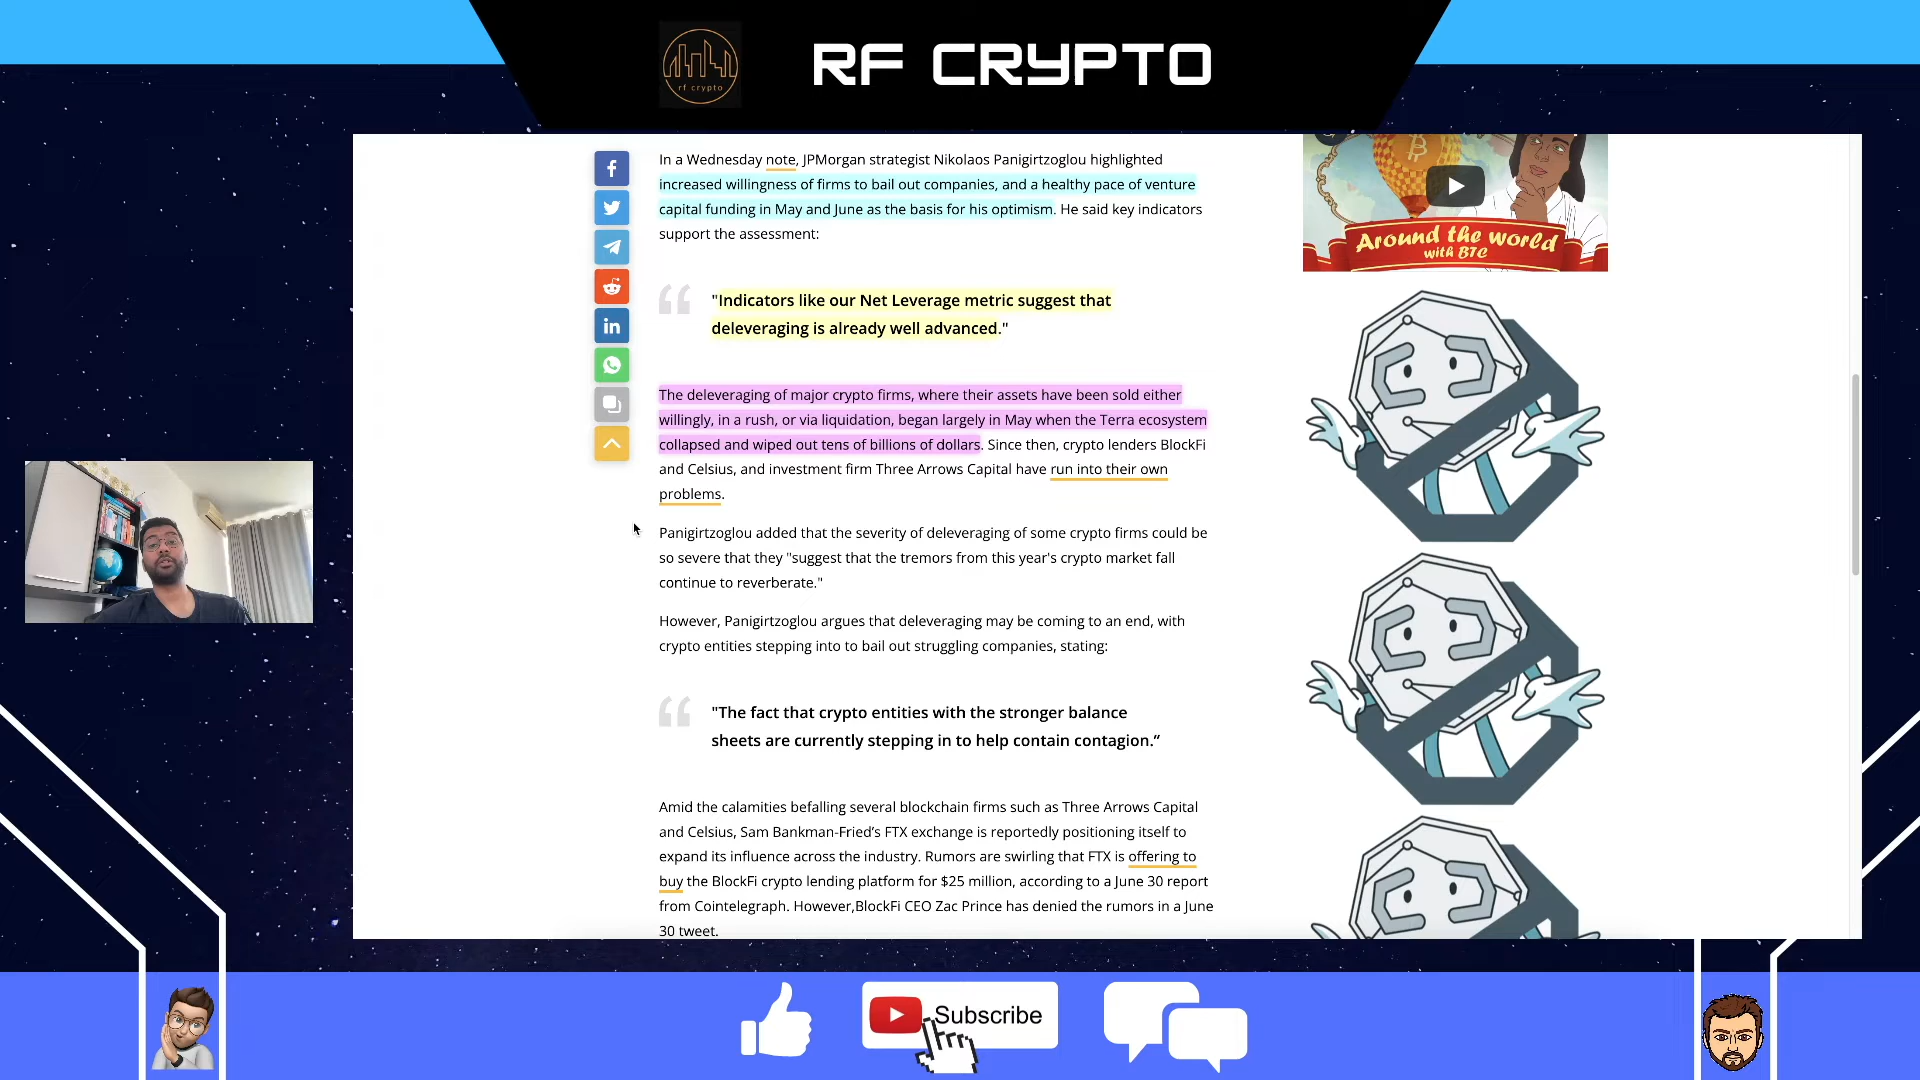 rf crypto
RF CRYPTO
In a Wednesday note, JPMorgan strategist Nikolaos Panigirtzoglou highlighted
increased willingness of firms to bail out companies, and a healthy pace of venture
capital funding in May and June as the basis for his optimism. He said key indicators
support the assessment:
"Indicators like our Net Leverage metric suggest that
deleveraging is already well advanced."
The deleveraging of major crypto firms, where their assets have been sold either
willingly, in a rush, or via liquidation, began largely in May when the Terra ecosystem
collapsed and wiped out tens of billions of dollars. Since then, crypto lenders BlockFi
and Celsius, and investment firm Three Arrows Capital have run into their own
problems.
Panigirtzoglou added that the severity of deleveraging of some crypto firms could be
so severe that they "suggest that the tremors from this year's crypto market fall
continue to reverberate."
However, Panigirtzoglou argues that deleveraging may be coming to an end, with
crypto entities stepping into to bail out struggling companies, stating:
"The fact that crypto entities with the stronger balance
sheets are currently stepping in to help contain contagion.”
Amid the calamities befalling several blockchain firms such as Three Arrows Capital
and Celsius, Sam Bankman-Fried’s FTX exchange is reportedly positioning itself to
expand its influence across the industry. Rumors are swirling that FTX is offering to
buy the BlockFi crypto lending platform for $25 million, according to a June 30 report
from Cointelegraph. However,BlockFi CEO Zac Prince has denied the rumors in a June
30 tweet.
Around the world
with BTC
Subscribe